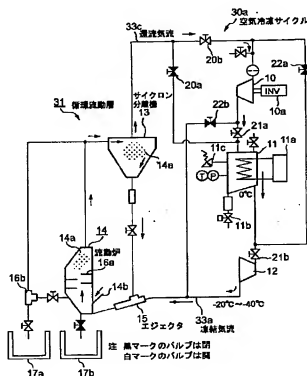 30a
33c 還流気流
空気冷凍サイクル
20b
22a
10
31 循環流動層
サイクロン
分離機
13
20a
22b
INV
10a
21a
11a
11c
11
14a
T P
0℃
11b
流動炉
14a 14
16a
14b
16b
21b
12
-20℃~-40℃
15
エジェクタ
33a 凍結気流
17a
17b
注 黒マークのバルブは閉
白マークのバルブは開